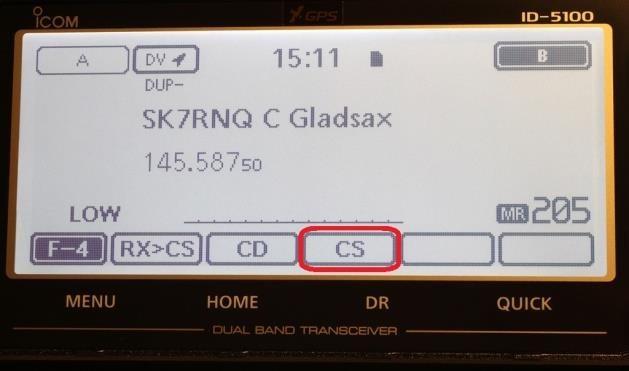 ICOM GPS ID-5100
A DV 15:11 B
DUP-
SK7RNQ C Gladsax
145.58750
LOW MR 205
F-4 RX>CS CD CS
MENU HOME DR QUICK
DUAL BAND TRANSCEIVER